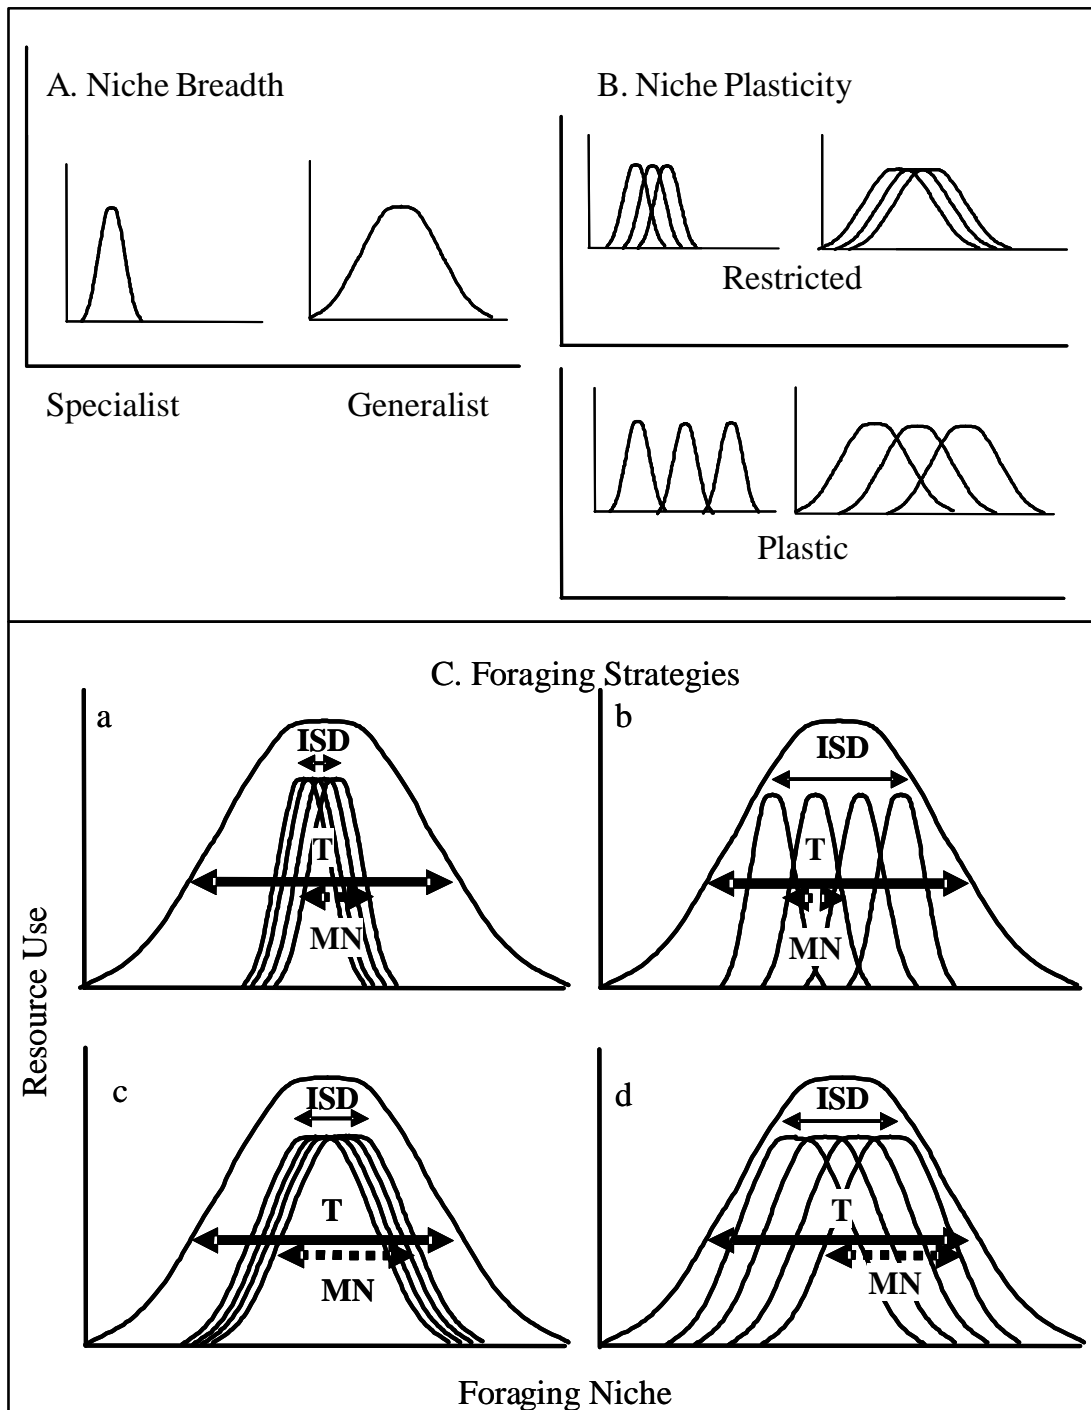 A. Niche Breadth
B. Niche Plasticity
Restricted
Specialist
Generalist
Plastic
C. Foraging Strategies
a
ISD
T
MN
b
ISD
T
MN
Resource Use
c
ISD
T
MN
d
ISD
T
MN
Foraging Niche